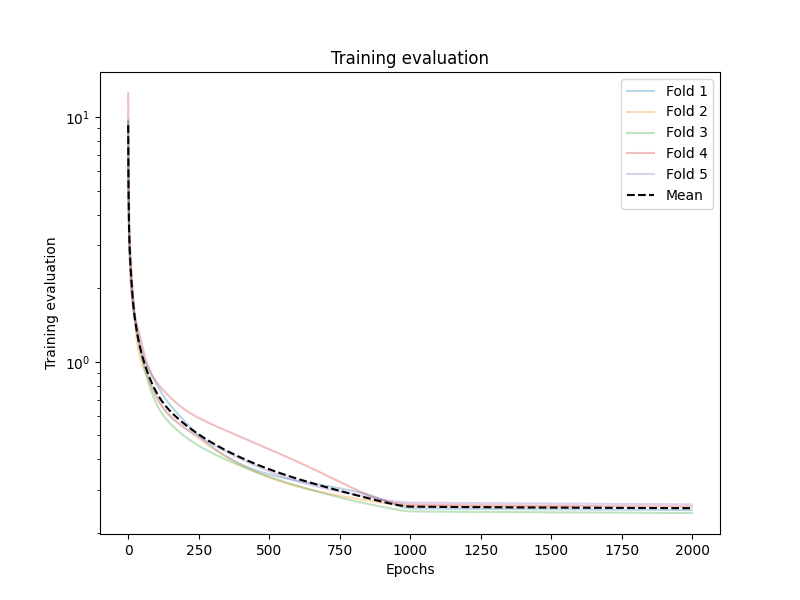 Training evaluation
Training evaluation
10¹
10⁰
Fold 1
Fold 2
Fold 3
Fold 4
Fold 5
Mean
0 250 500 750 1000 1250 1500 1750 2000
Epochs